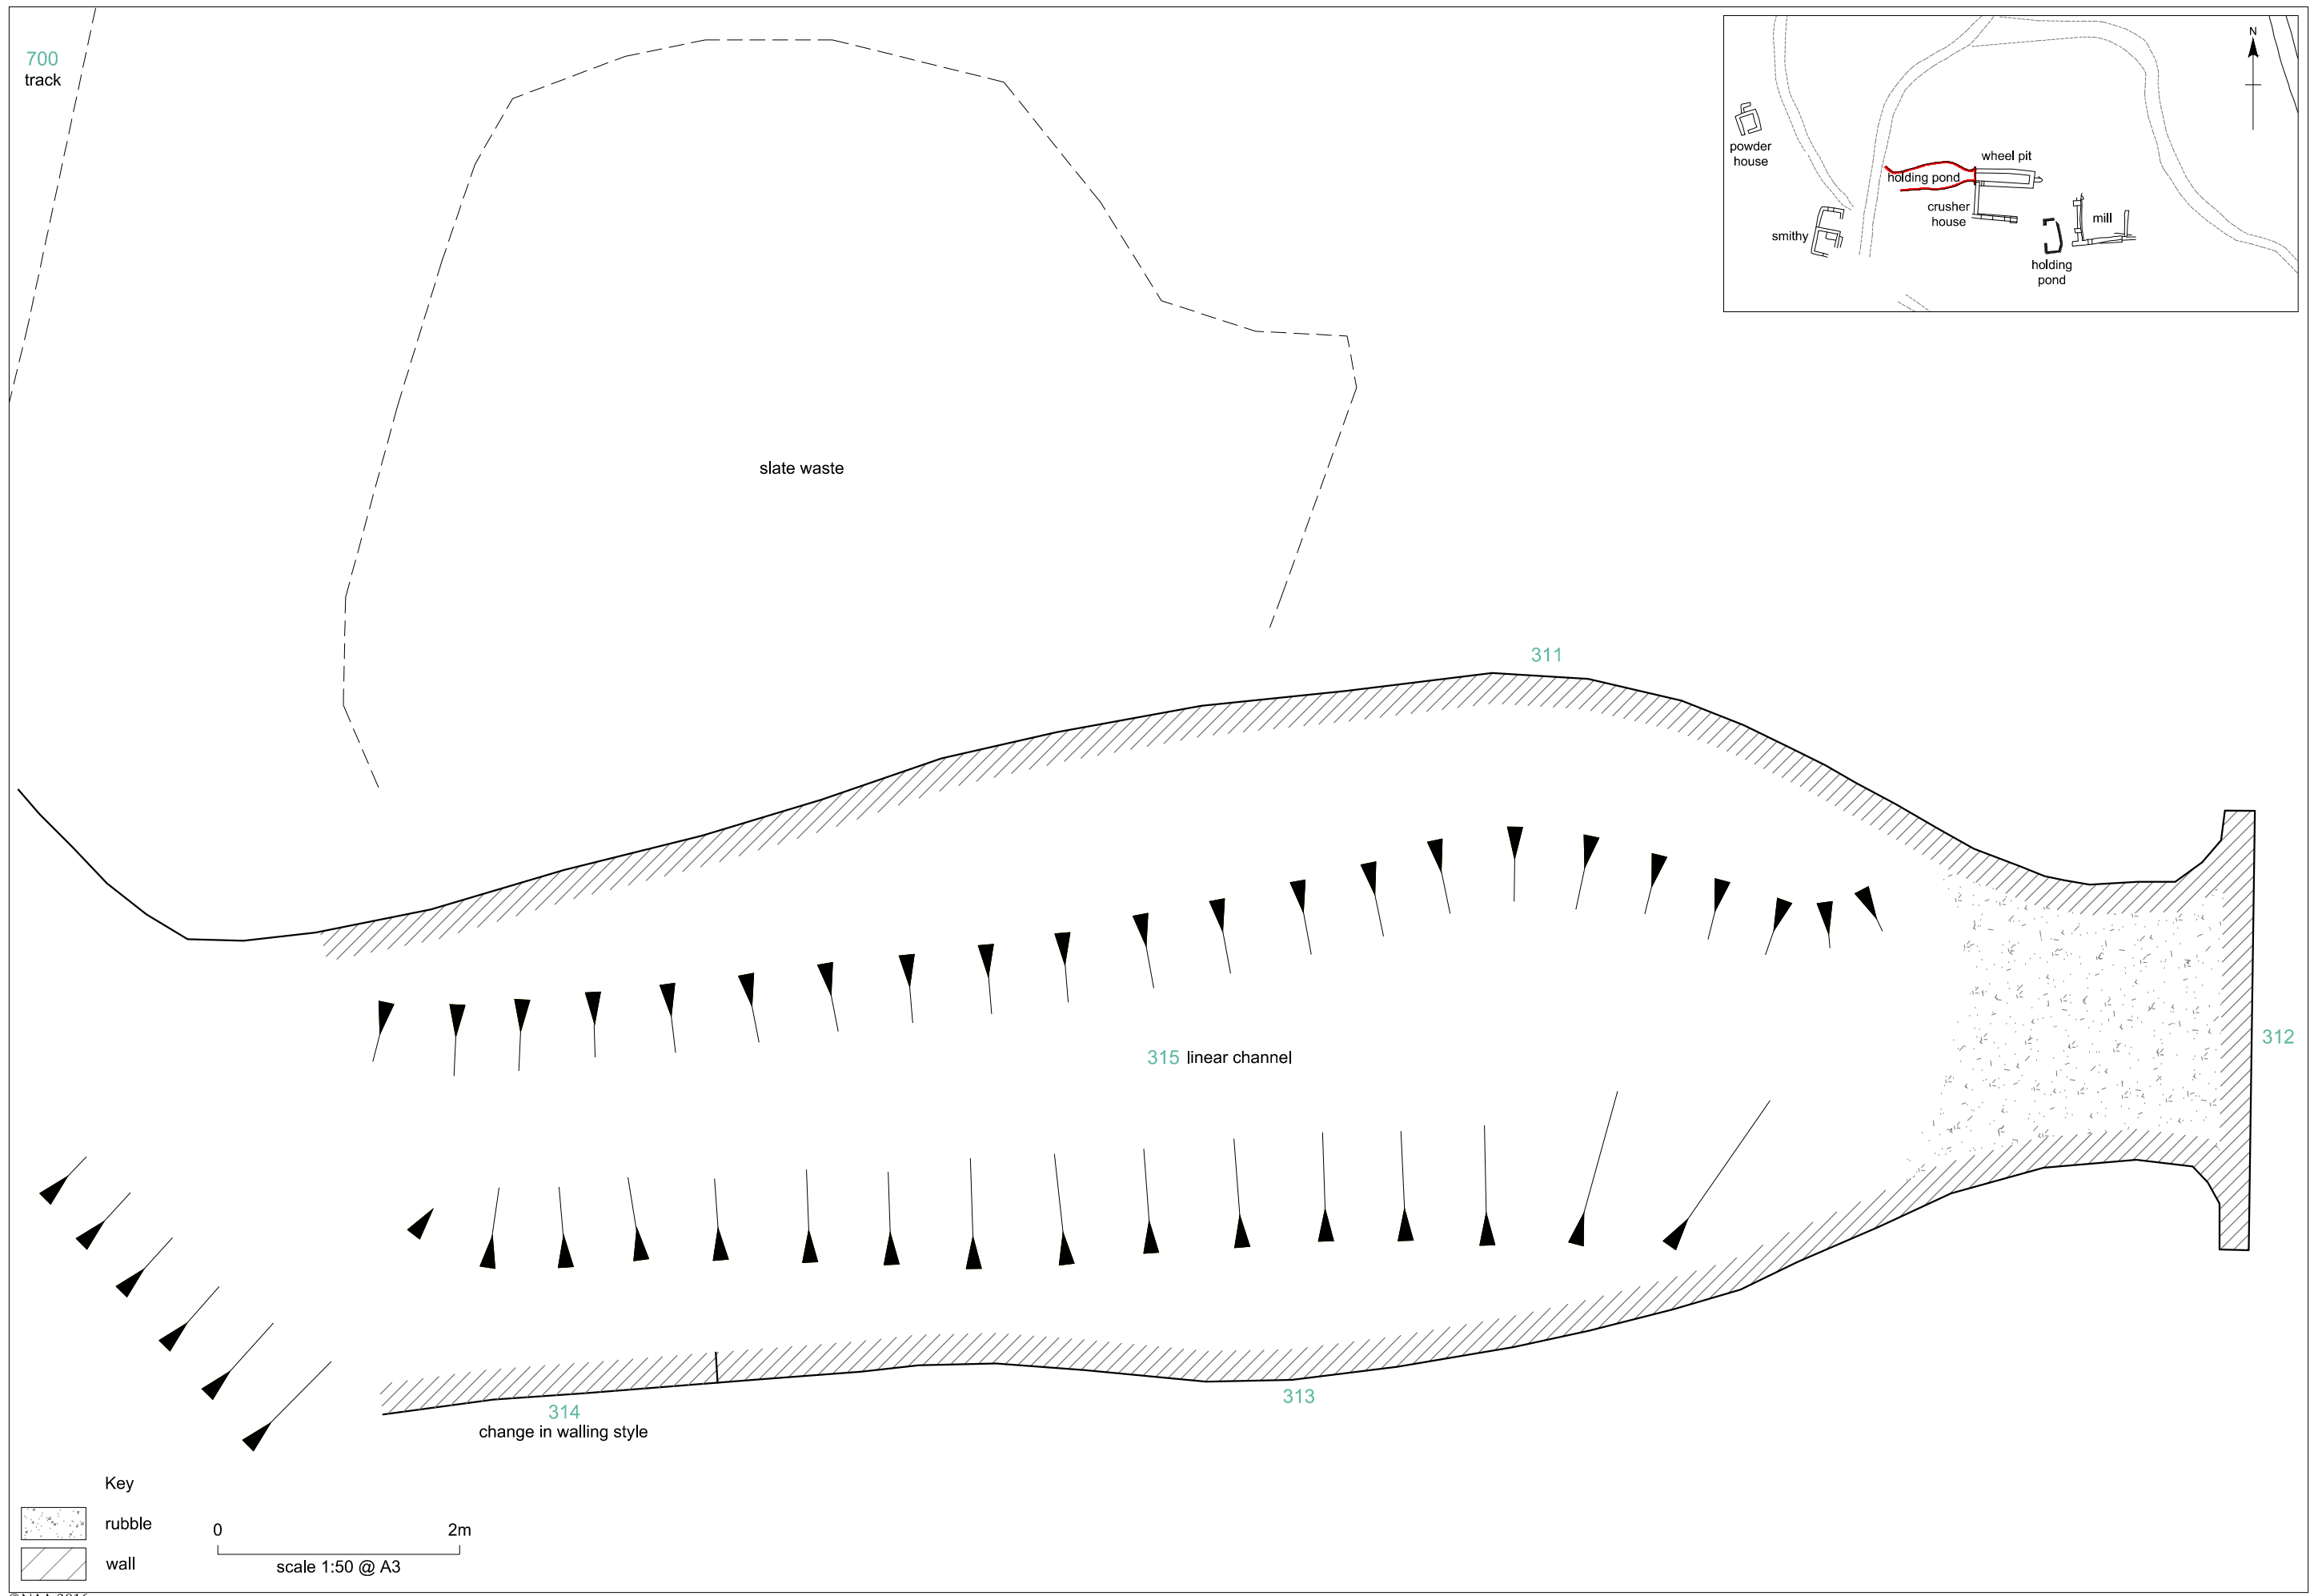 700
track
N
powder
house
wheel pit
holding pond
crusher
house
smithy
mill
holding
pond
slate waste
311
312
315 linear channel
313
314
change in walling style
Key
rubble
wall
0 2m
scale 1:50 @ A3